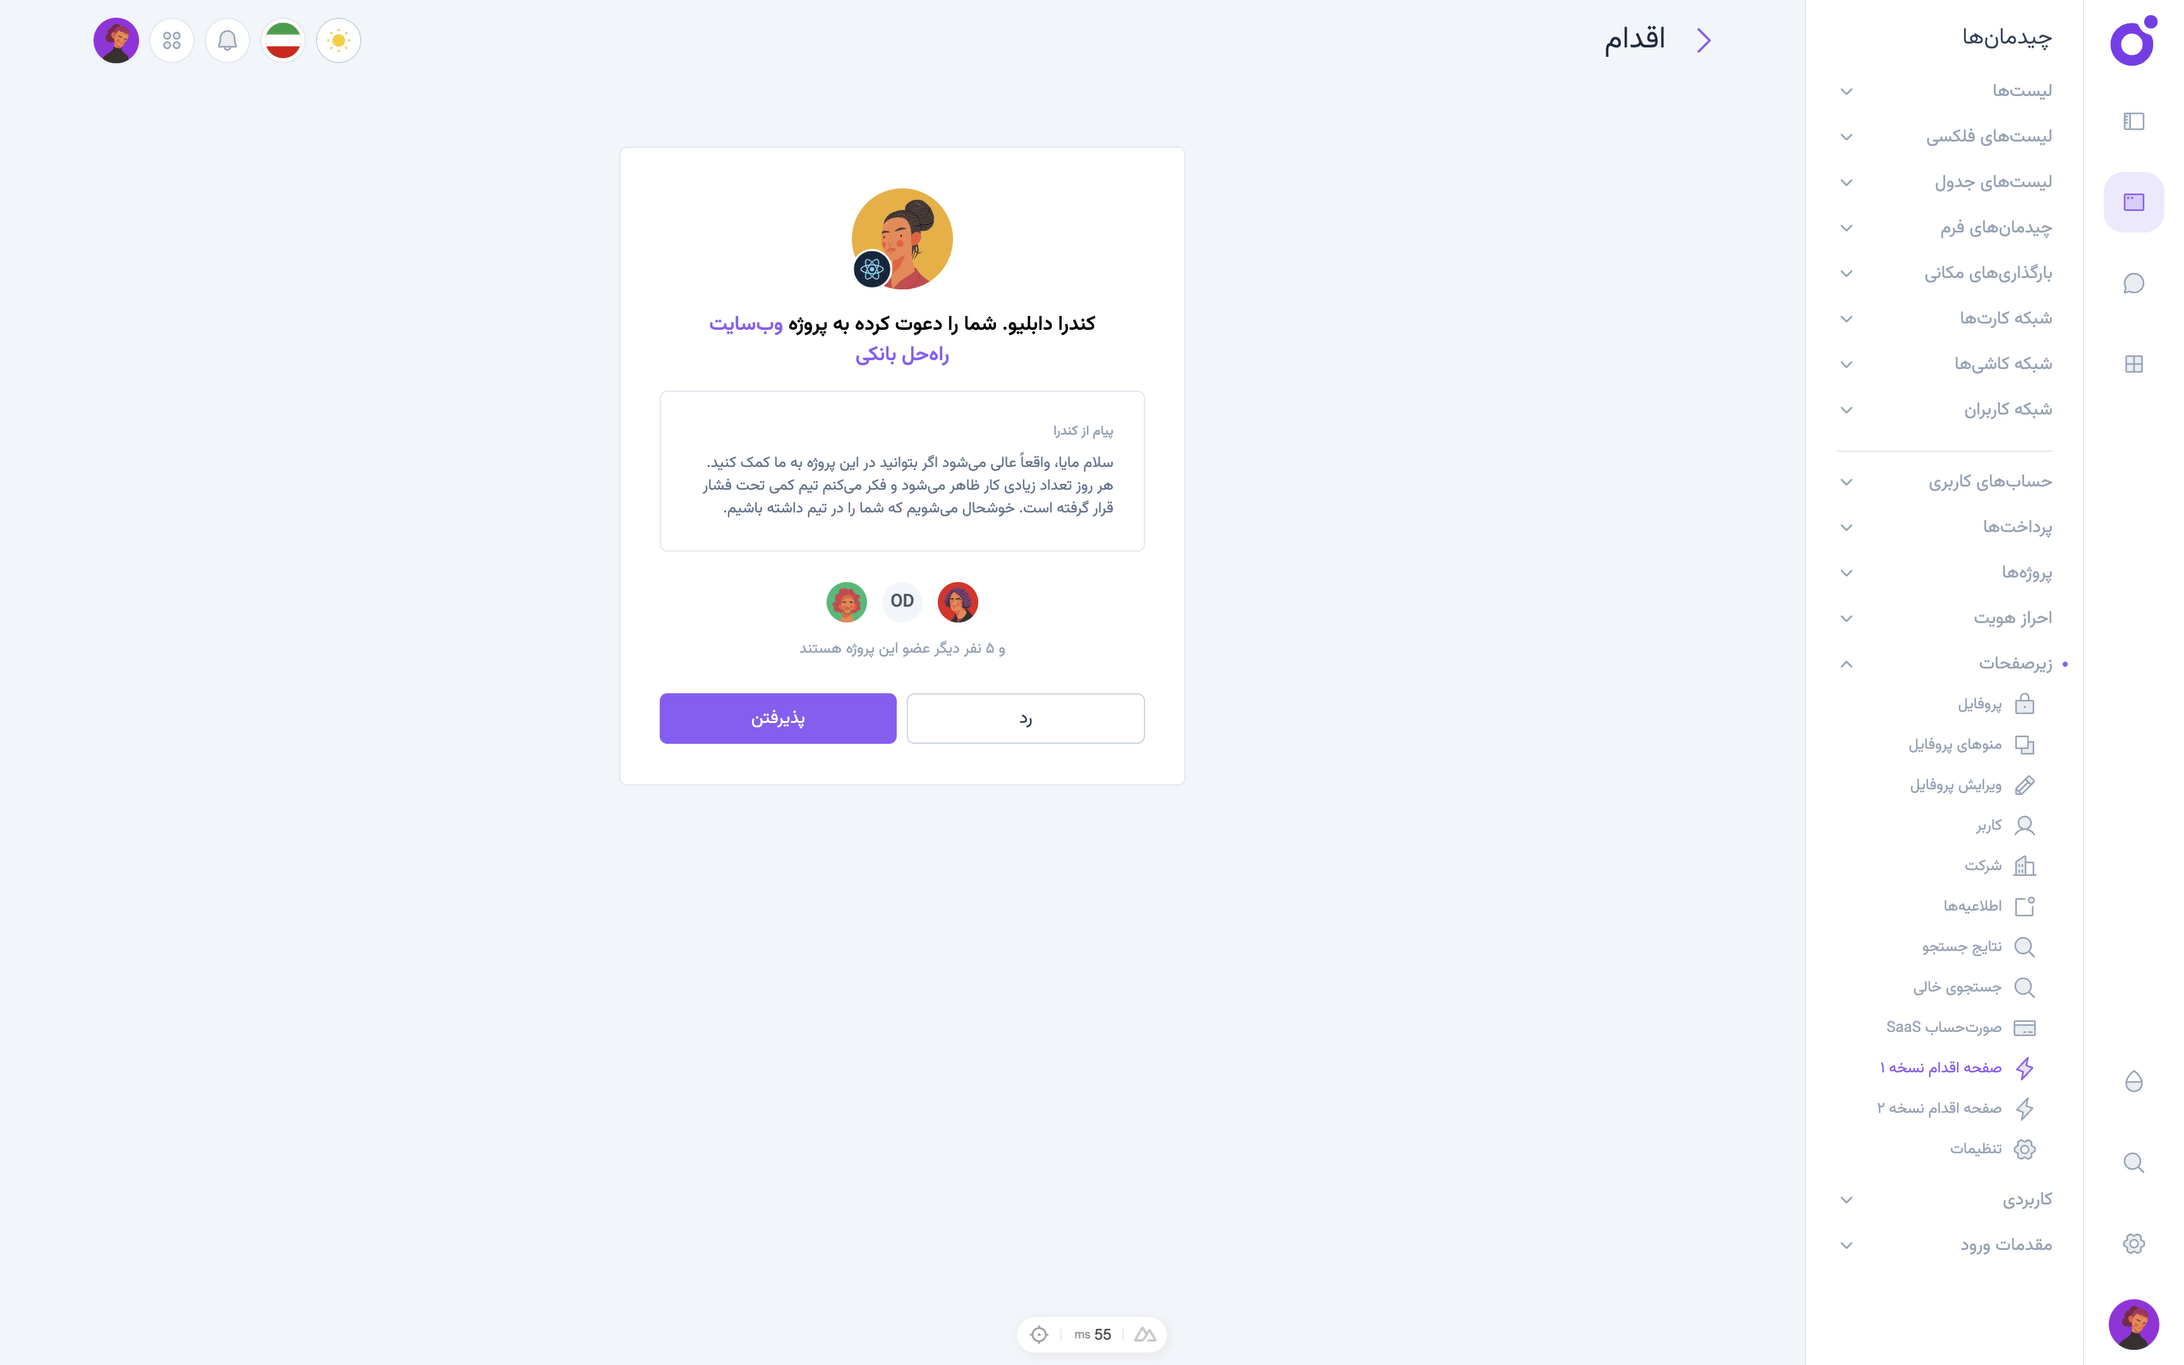 چیدمان‌ها
لیست‌ها
لیست‌های فلکسی
لیست‌های جدول
چیدمان‌های فرم
بارگذاری‌های مکانی
شبکه کارت‌ها
شبکه کاشی‌ها
شبکه کاربران
حساب‌های کاربری
پرداخت‌ها
پروژه‌ها
احراز هویت
زیرصفحات
پروفایل
منوهای پروفایل
ویرایش پروفایل
کاربر
شرکت
اطلاعیه‌ها
نتایج جستجو
جستجوی خالی
صورت‌حساب SaaS
صفحه اقدام نسخه ۱
صفحه اقدام نسخه ۲
تنظیمات
کاربردی
مقدمات ورود
اقدام
کندرا دابلیو. شما را دعوت کرده به پروژه وب‌سایت
راه‌حل بانکی
پیام از کندرا
سلام مایا، واقعاً عالی می‌شود اگر بتوانید در این پروژه به ما کمک کنید.
هر روز تعداد زیادی کار ظاهر می‌شود و فکر می‌کنم تیم کمی تحت فشار
قرار گرفته است. خوشحال می‌شویم که شما را در تیم داشته باشیم.
OD
و ۵ نفر دیگر عضو این پروژه هستند
رد
پذیرفتن
55 ms